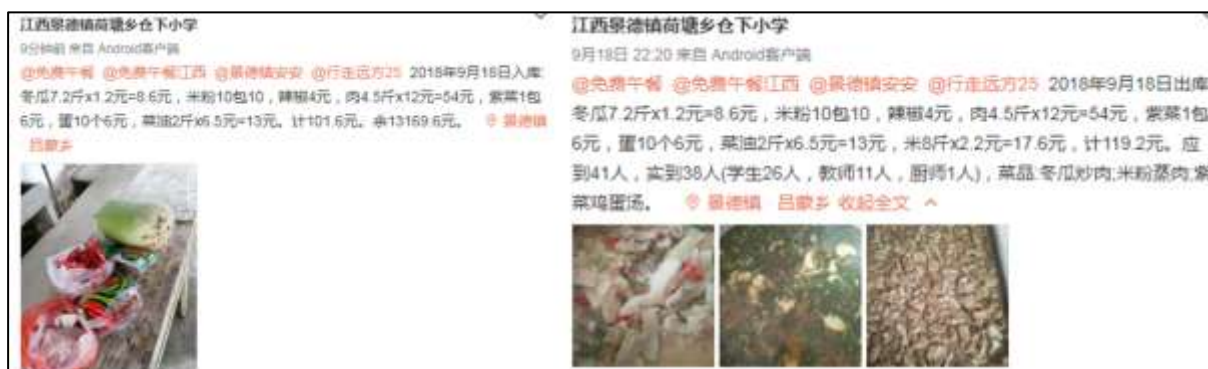 江西景德镇荷塘乡仓下小学
9分钟前 来自 Android客户端
@免费午餐 @免费午餐江西 @景德镇安安 @行走远方25 2018年9月18日入库:
冬瓜7.2斤x1.2元=8.6元，米粉10包10，辣椒4元，肉4.5斤x12元=54元，紫菜1包
6元，蛋10个6元，菜油2斤x6.5元=13元。计101.6元。余13169.6元。 景德镇
吕蒙乡
江西景德镇荷塘乡仓下小学
9月18日 22:20 来自 Android客户端
@免费午餐 @免费午餐江西 @景德镇安安 @行走远方25 2018年9月18日出库
冬瓜7.2斤x1.2元=8.6元，米粉10包10，辣椒4元，肉4.5斤x12元=54元，紫菜1包
6元，蛋10个6元，菜油2斤x6.5元=13元，米8斤x2.2元=17.6元，计119.2元。应
到41人，实到38人(学生26人，教师11人，厨师1人)，菜品:冬瓜炒肉;米粉蒸肉;紫
菜鸡蛋汤。 景德镇 吕蒙乡 收起全文